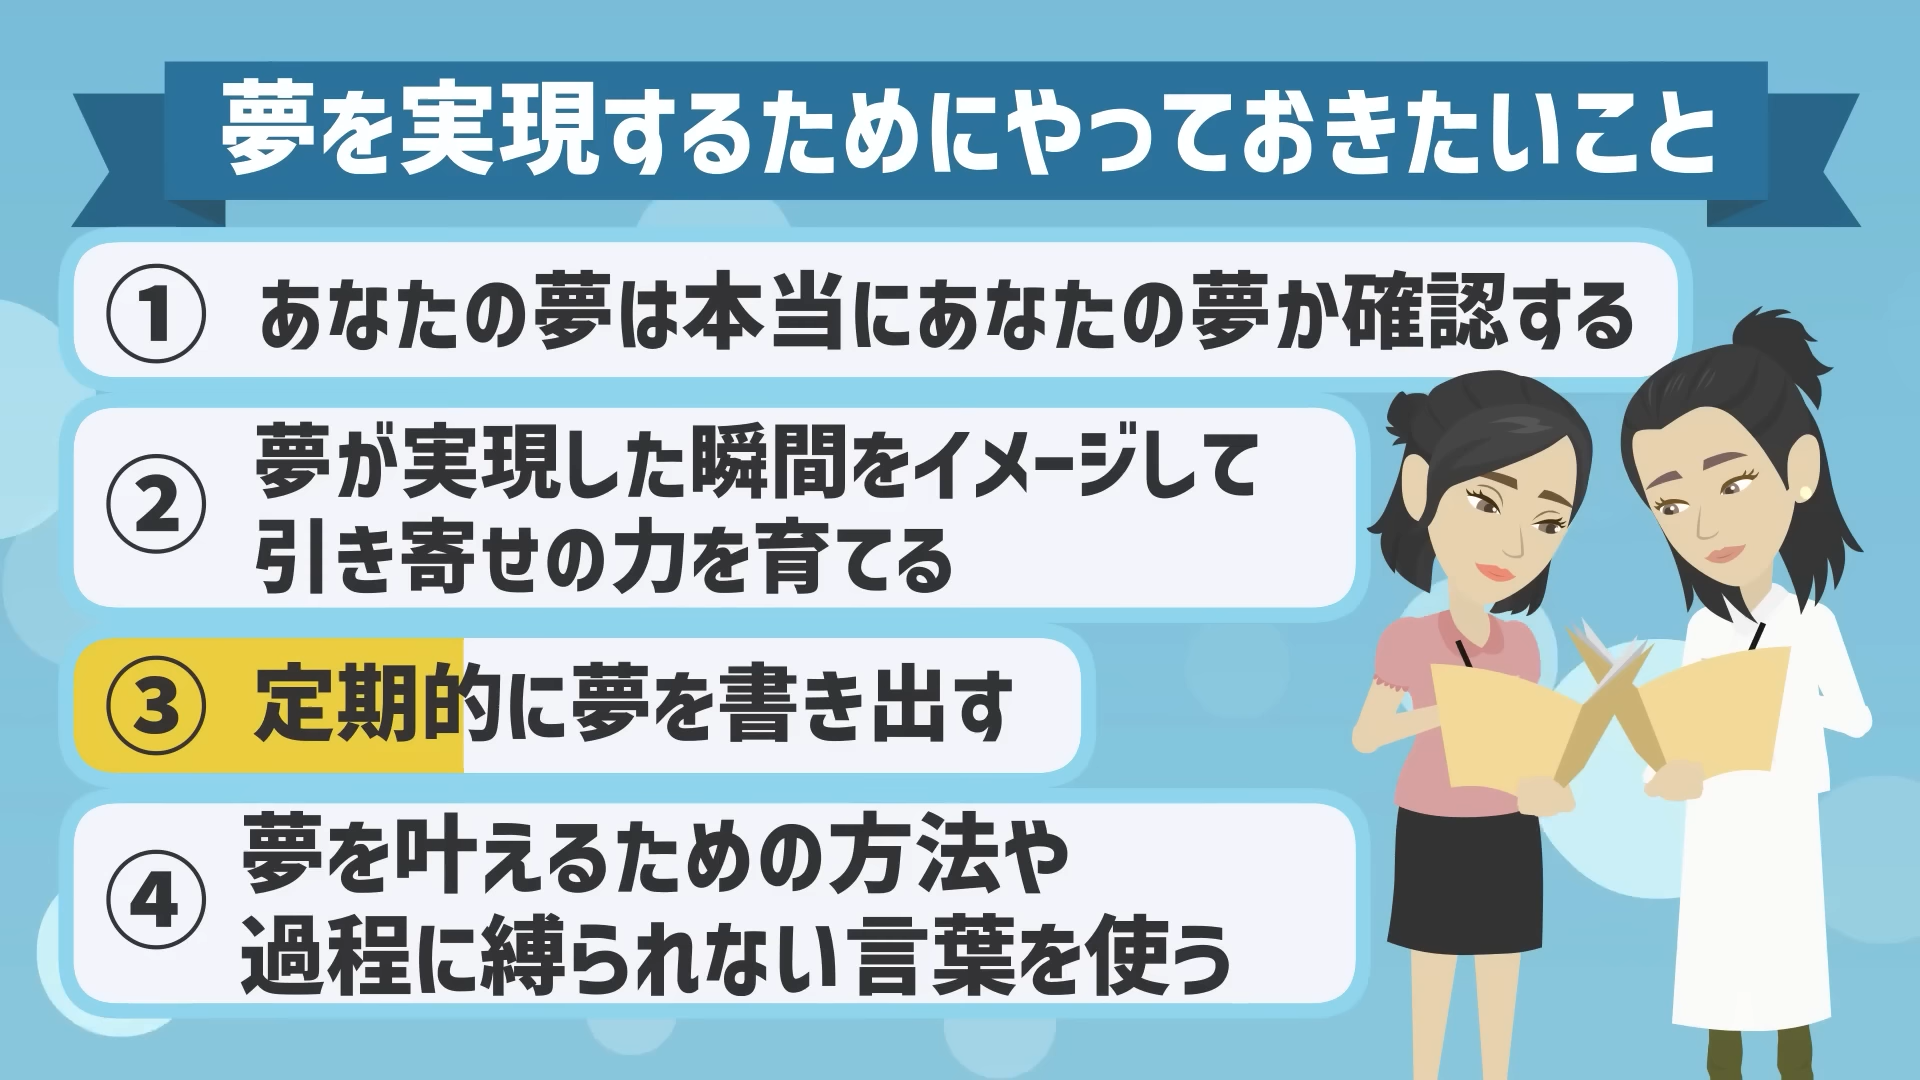 夢を実現するためにやっておきたいこと
① あなたの夢は本当にあなたの夢か確認する
② 夢が実現した瞬間をイメージして
引き寄せの力を育てる
③ 定期的に夢を書き出す
④ 夢を叶えるための方法や
過程に縛られない言葉を使う